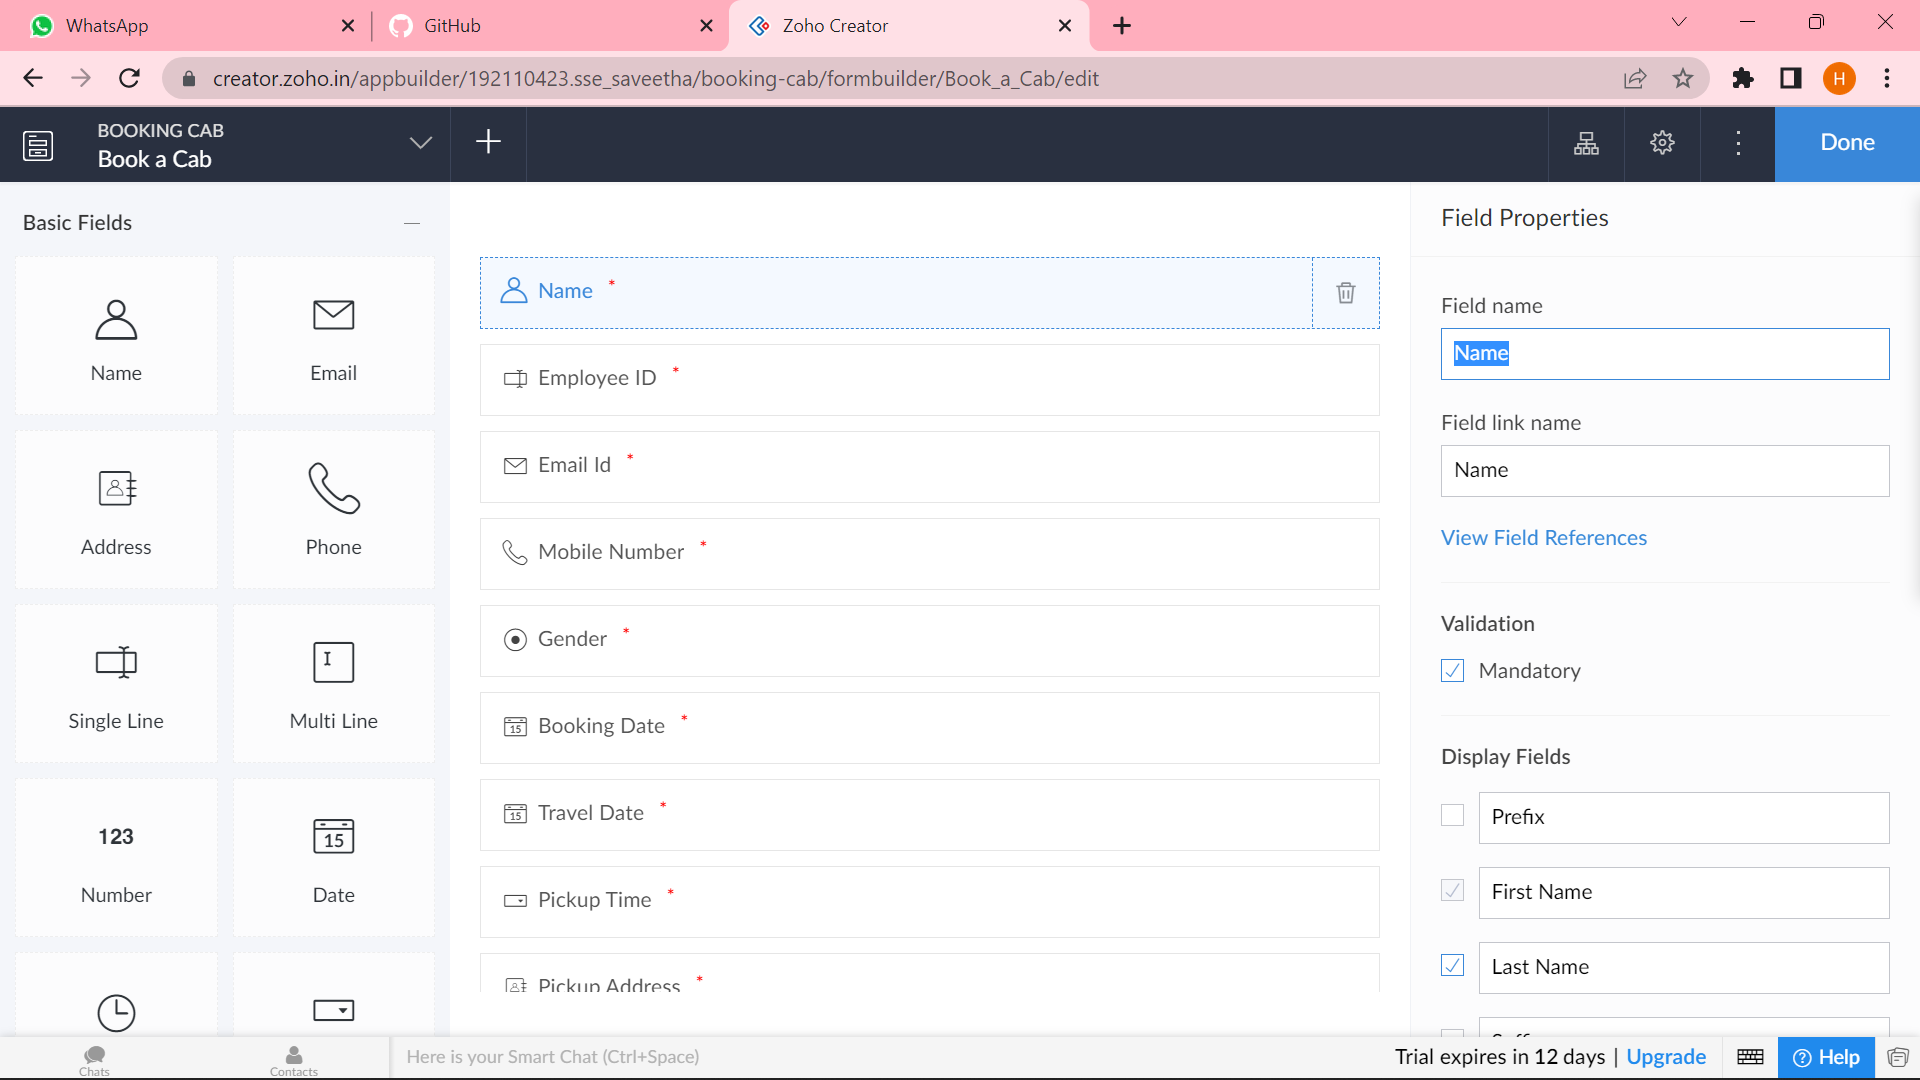 WhatsApp
GitHub
Zoho Creator
creator.zoho.in/appbuilder/192110423.sse_saveetha/booking-cab/formbuilder/Book_a_Cab/edit
H
BOOKING CAB
Book a Cab
Done
Basic Fields
Name
Email
Address
Phone
Single Line
Multi Line
123
Number
15
Date
Name *
Employee ID *
Email Id *
Mobile Number *
Gender *
15 Booking Date *
15 Travel Date *
Pickup Time *
Pickup Address *
Field Properties
Field name
Name
Field link name
Name
View Field References
Validation
Mandatory
Display Fields
Prefix
First Name
Last Name
Chats
Contacts
Here is your Smart Chat (Ctrl+Space)
Trial expires in 12 days | Upgrade
? Help